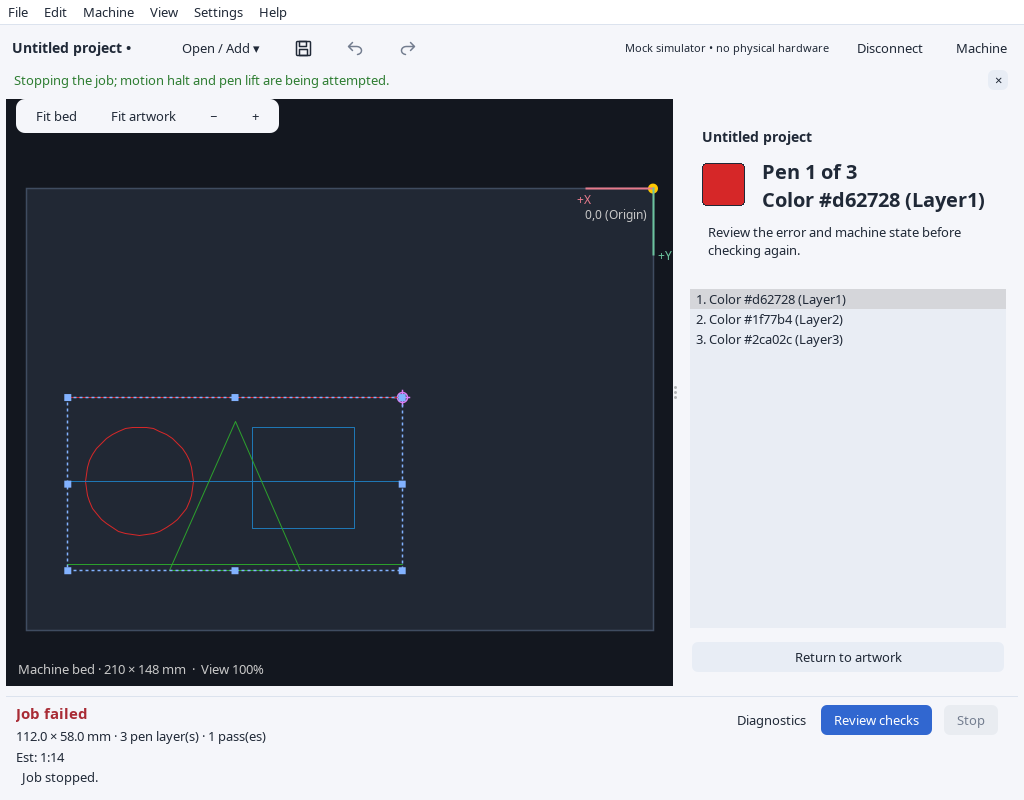 File Edit Machine View Settings Help
Untitled project •
Open / Add ▾
Mock simulator • no physical hardware
Disconnect
Machine
Stopping the job; motion halt and pen lift are being attempted.
×
Fit bed
Fit artwork
−
+
+X
0,0 (Origin)
+Y
Machine bed · 210 × 148 mm · View 100%
Untitled project
Pen 1 of 3
Color #d62728 (Layer1)
Review the error and machine state before
checking again.
1. Color #d62728 (Layer1)
2. Color #1f77b4 (Layer2)
3. Color #2ca02c (Layer3)
Return to artwork
Job failed
112.0 × 58.0 mm · 3 pen layer(s) · 1 pass(es)
Est: 1:14
Job stopped.
Diagnostics
Review checks
Stop